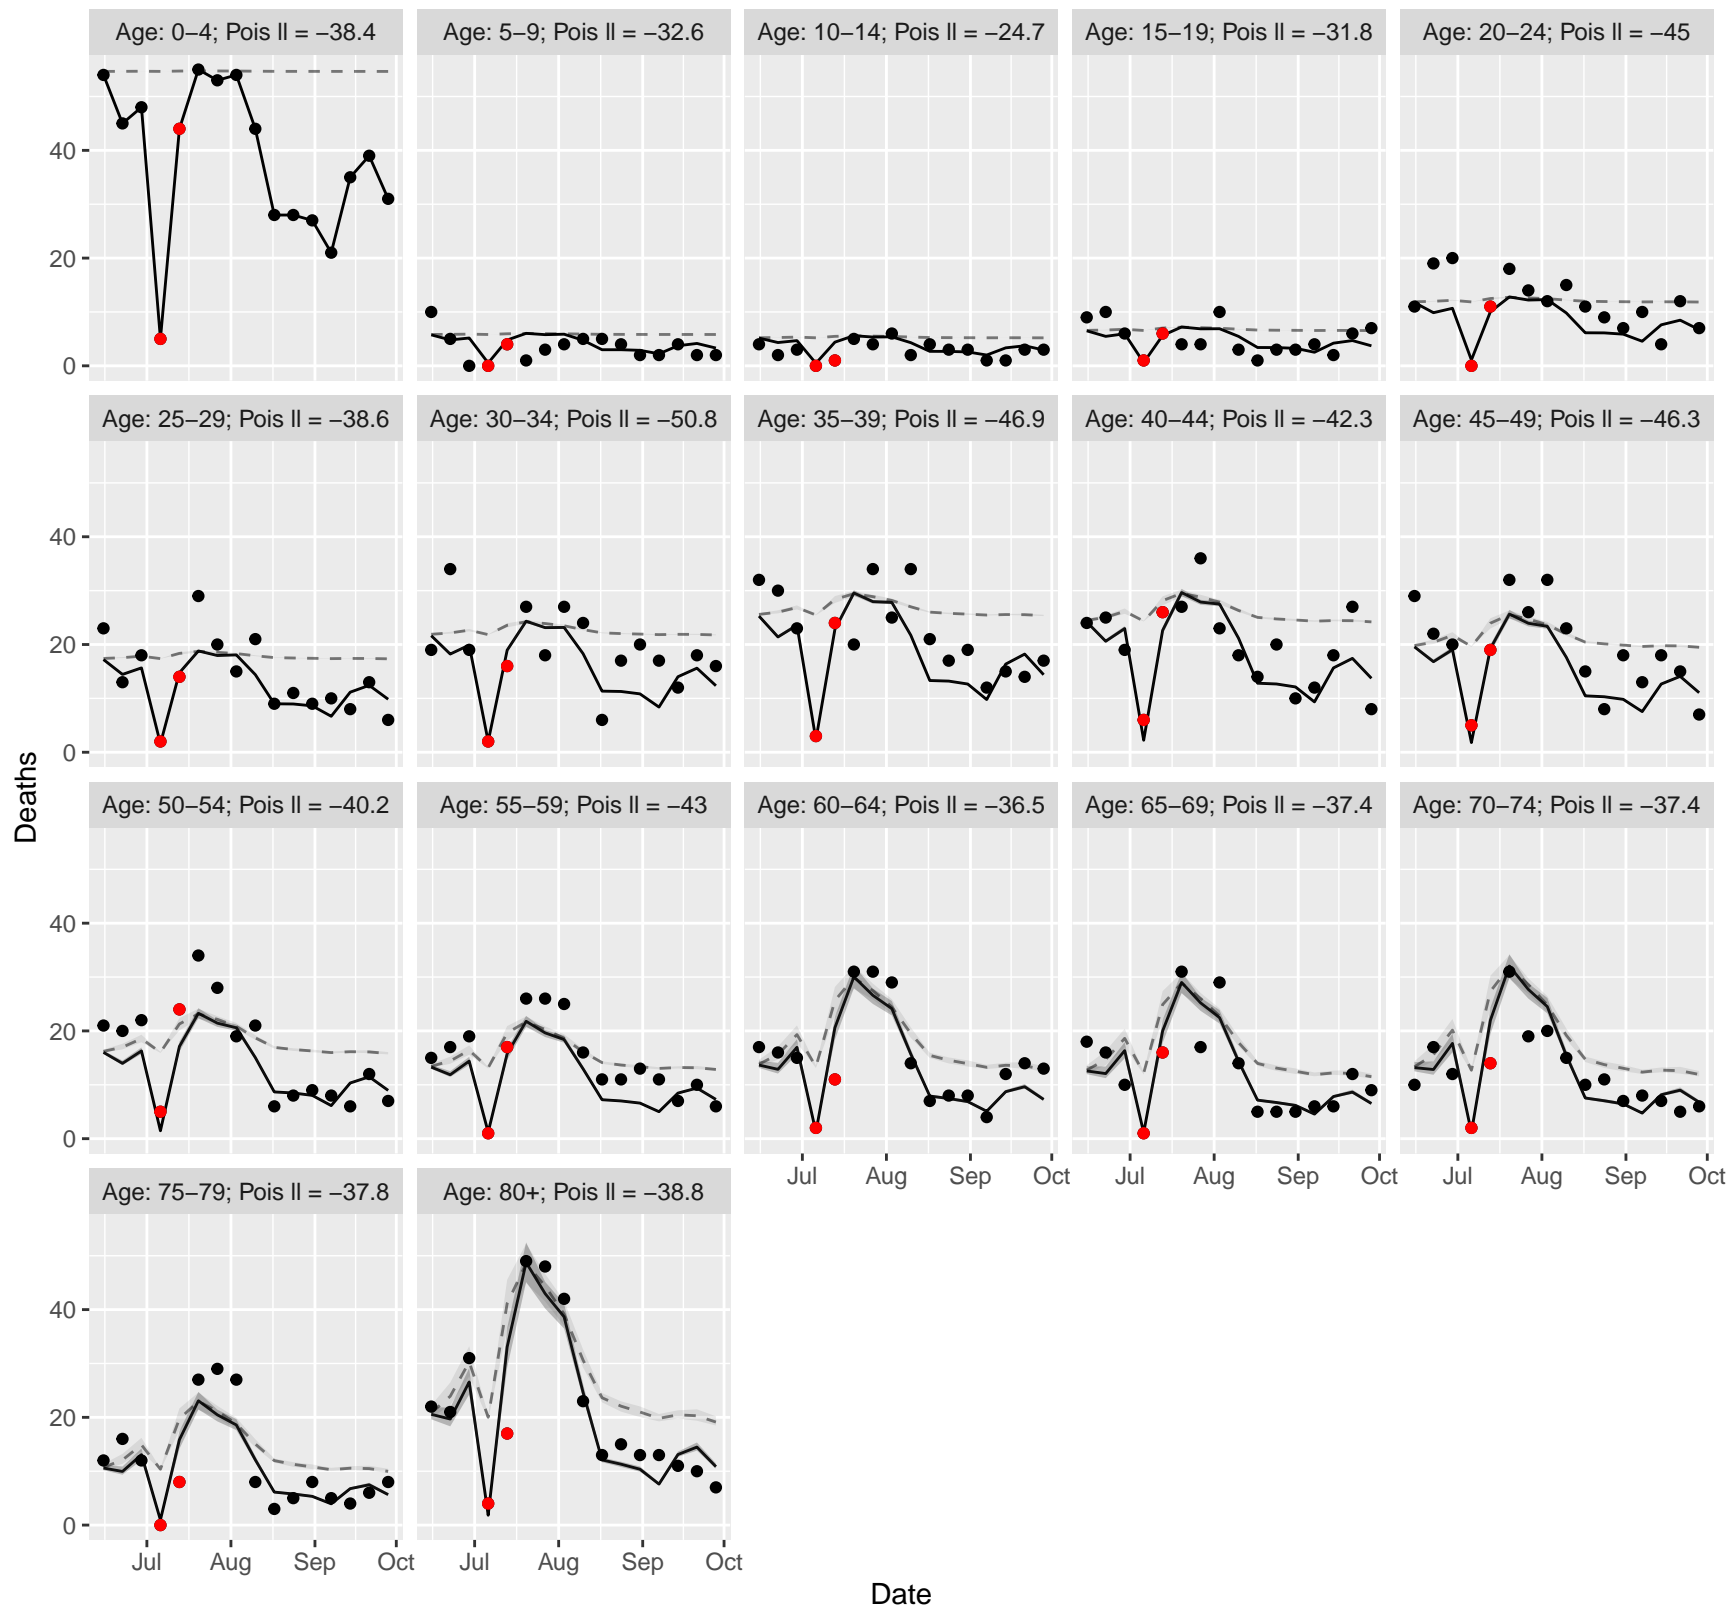 Age: 0−4; Pois ll = −38.4
Age: 5−9; Pois ll = −32.6
Age: 10−14; Pois ll = −24.7
Age: 15−19; Pois ll = −31.8
Age: 20−24; Pois ll = −45
40
20
0
Age: 25−29; Pois ll = −38.6
Age: 30−34; Pois ll = −50.8
Age: 35−39; Pois ll = −46.9
Age: 40−44; Pois ll = −42.3
Age: 45−49; Pois ll = −46.3
40
20
0
Deaths
Age: 50−54; Pois ll = −40.2
Age: 55−59; Pois ll = −43
Age: 60−64; Pois ll = −36.5
Age: 65−69; Pois ll = −37.4
Age: 70−74; Pois ll = −37.4
40
20
0
Jul Aug Sep Oct
Jul Aug Sep Oct
Jul Aug Sep Oct
Age: 75−79; Pois ll = −37.8
Age: 80+; Pois ll = −38.8
40
20
0
Jul Aug Sep Oct
Jul Aug Sep Oct
Date